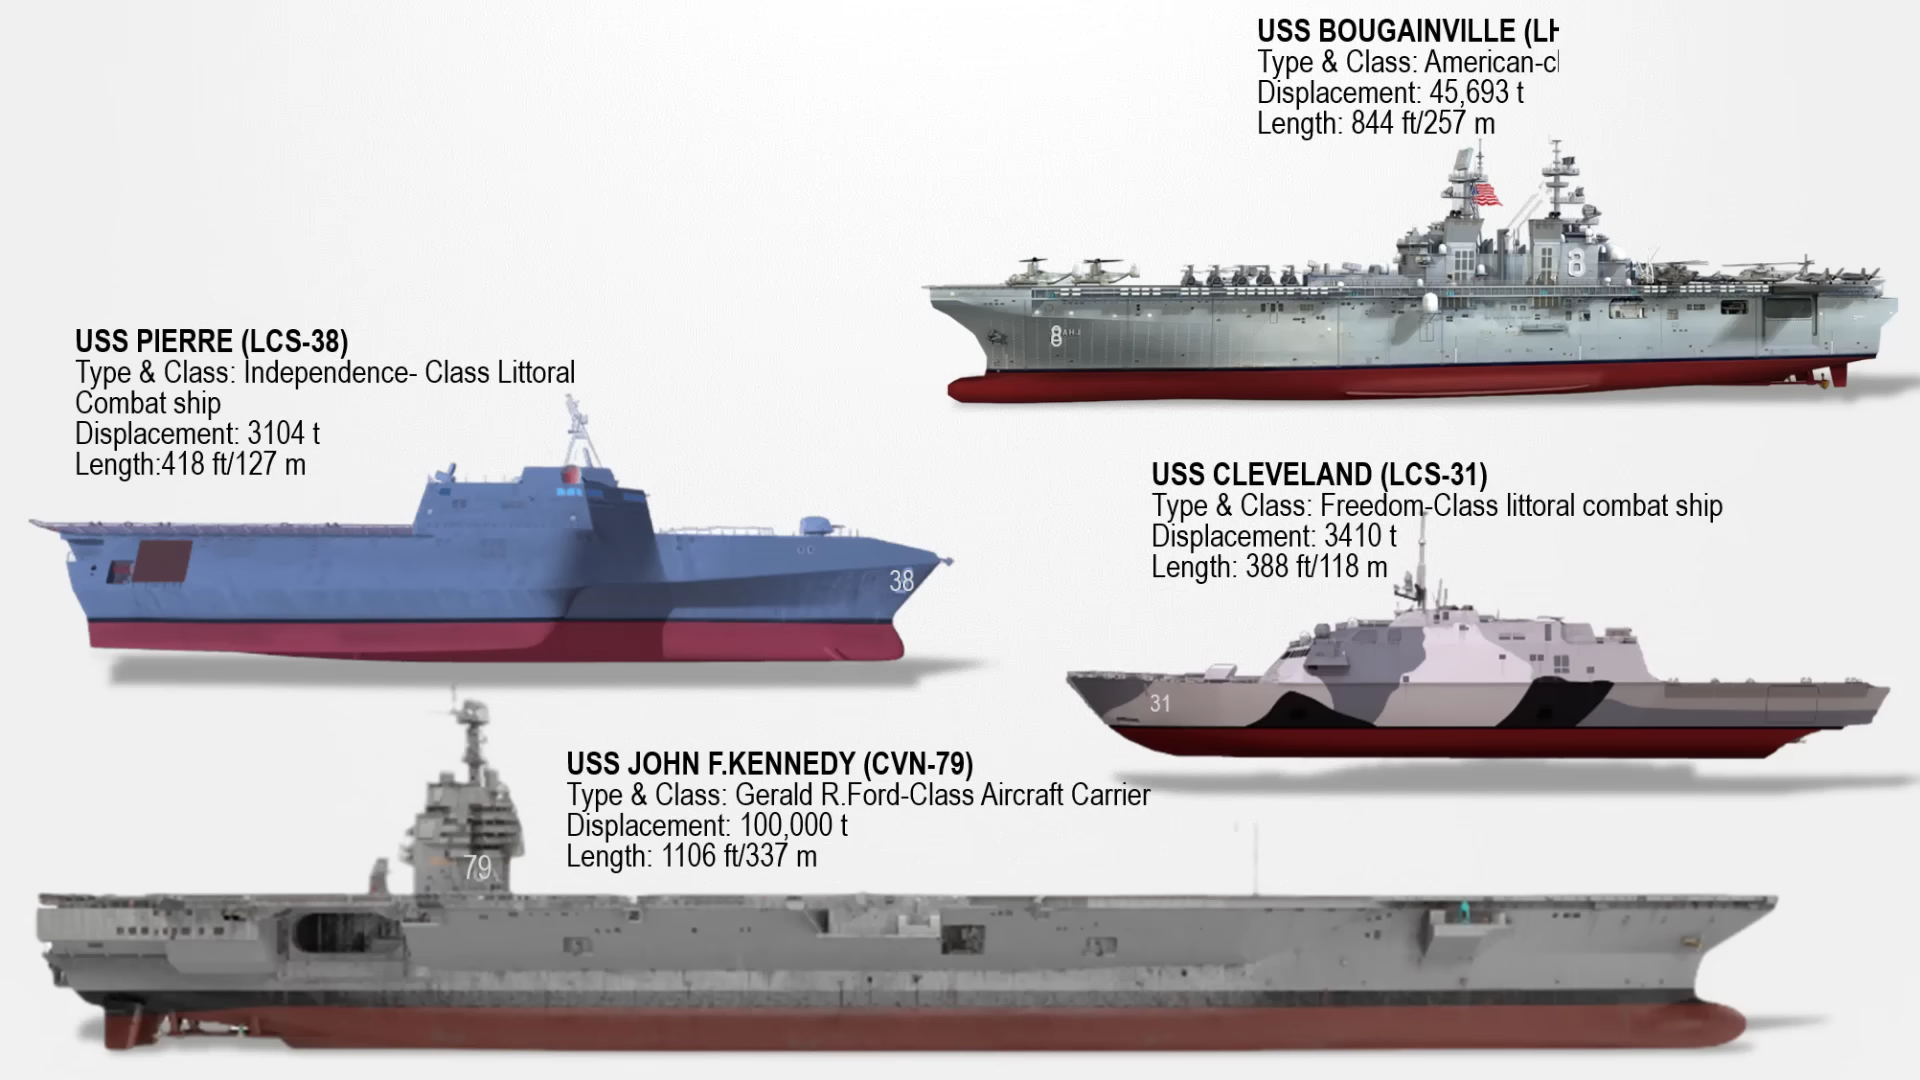 USS BOUGAINVILLE (LH
Type & Class: American-cl
Displacement: 45,693 t
Length: 844 ft/257 m
8
8
USS PIERRE (LCS-38)
Type & Class: Independence- Class Littoral
Combat ship
Displacement: 3104 t
Length:418 ft/127 m
38
USS CLEVELAND (LCS-31)
Type & Class: Freedom-Class littoral combat ship
Displacement: 3410 t
Length: 388 ft/118 m
31
USS JOHN F.KENNEDY (CVN-79)
Type & Class: Gerald R.Ford-Class Aircraft Carrier
Displacement: 100,000 t
Length: 1106 ft/337 m
79